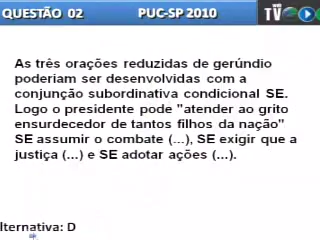 QUESTÃO 02 PUC-SP 2010
TV
As três orações reduzidas de gerúndio
poderiam ser desenvolvidas com a
conjunção subordinativa condicional SE.
Logo o presidente pode "atender ao grito
ensurdecedor de tantos filhos da nação"
SE assumir o combate (...), SE exigir que a
justiça (...) e SE adotar ações (...).
lternativa: D